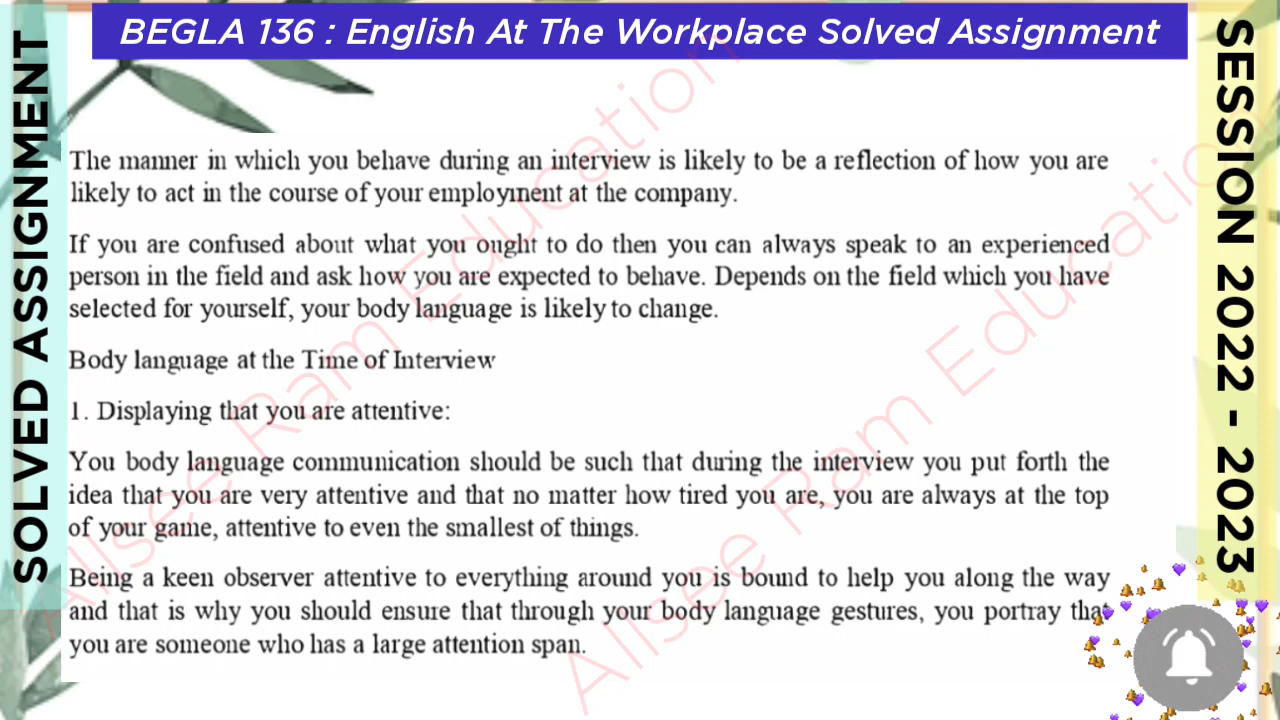 BEGLA 136 : English At The Workplace Solved Assignment
SOLVED ASSIGNMENT
SESSION 2022 - 2023
The manner in which you behave during an interview is likely to be a reflection of how you are
likely to act in the course of your employment at the company.
If you are confused about what you ought to do then you can always speak to an experienced
person in the field and ask how you are expected to behave. Depends on the field which you have
selected for yourself, your body language is likely to change.
Body language at the Time of Interview
1. Displaying that you are attentive:
You body language communication should be such that during the interview you put forth the
idea that you are very attentive and that no matter how tired you are, you are always at the top
of your game, attentive to even the smallest of things.
Being a keen observer attentive to everything around you is bound to help you along the way
and that is why you should ensure that through your body language gestures, you portray that
you are someone who has a large attention span.
Alisee Ram Education
Alisee Ram Education